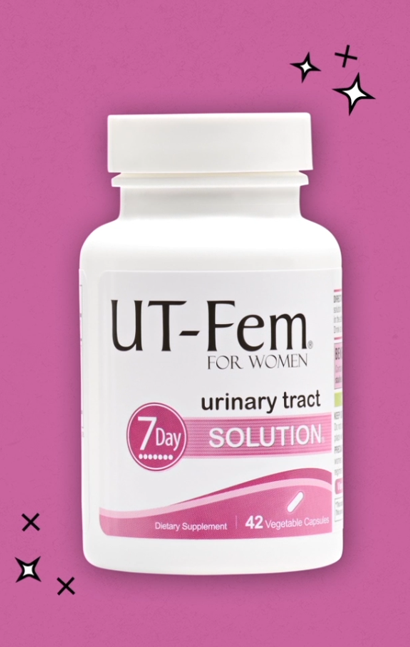 UT-Fem®
FOR WOMEN
urinary tract
7 Day
SOLUTION
Dietary Supplement | 42 Vegetable Capsules